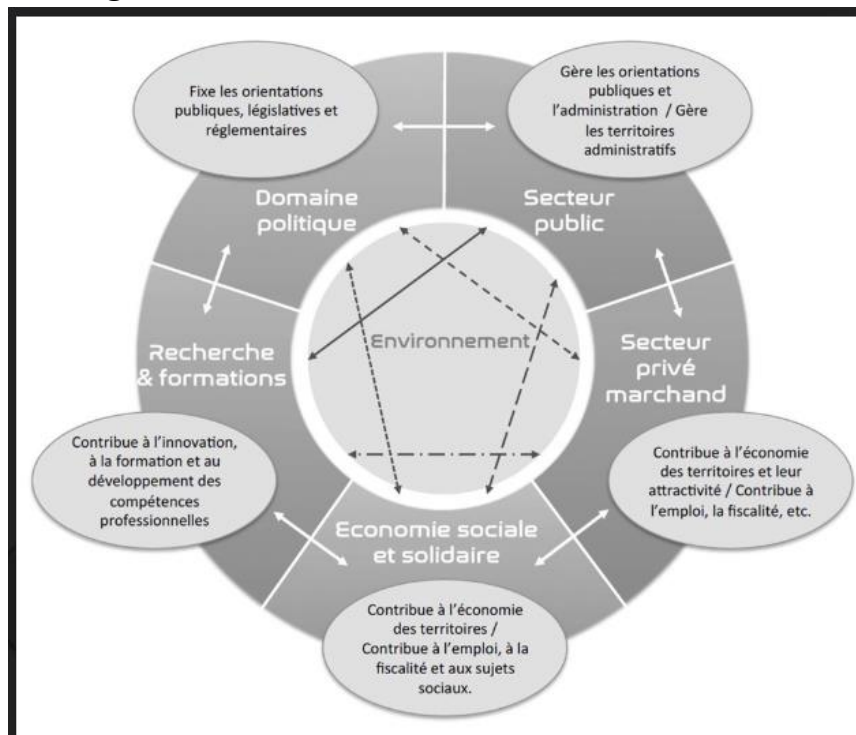 Fixe les orientations
publiques, législatives et
réglementaires
Gère les orientations
publiques et
l'administration / Gère
les territoires
administratifs
Domaine
politique
Secteur
public
Environnement
Recherche
& formations
Secteur
privé
marchand
Contribue à l'innovation,
à la formation et au
développement des
compétences
professionnelles
Contribue à l'économie
des territoires et leur
attractivité / Contribue à
l'emploi, la fiscalité, etc.
Economie sociale
et solidaire
Contribue à l'économie
des territoires /
Contribue à l'emploi, à la
fiscalité et aux sujets
sociaux.